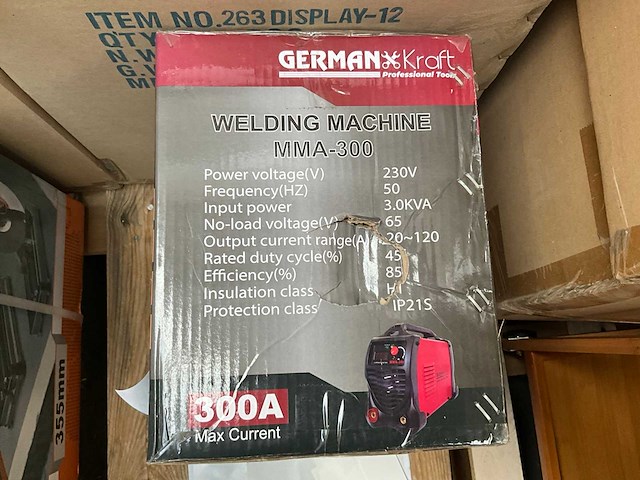 ITEM NO. 263 DISPLAY-12
QTY
N.W
G.
GERMAN Kraft
Professional Tools
WELDING MACHINE
MMA-300
Power voltage(V) 230V
Frequency(HZ) 50
Input power 3.0KVA
No-load voltage(V) 65
Output current range(A) 20~120
Rated duty cycle(%) 45
Efficiency(%) 85
Insulation class H
Protection class IP21S
300A
Max Current
355mm